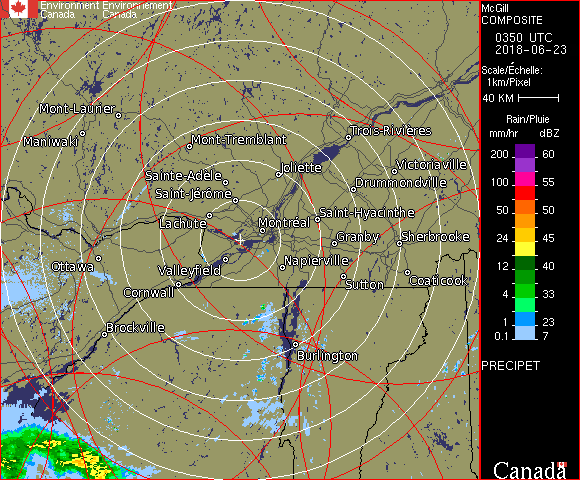 Environment Environnement
Canada Canada
McGill
COMPOSITE
0350 UTC
2018-06-23
Scale/Échelle:
1km/Pixel
40 KM
Rain/Pluie
mm/hr dBZ
200 60
100 55
50 50
24 45
12 40
4 33
1 23
0.1 7
PRECIPET
Canada
Mont-Laurier
Maniwaki
Mont-Tremblant
Trois-Rivières
Victoriaville
Joliette
Sainte-Adèle
Drummondville
Saint-Jérôme
Saint-Hyacinthe
Lachute
Montréal
Granby
Sherbrooke
Ottawa
Valleyfield
Napierville
Coaticook
Sutton
Cornwall
Brockville
Burlington